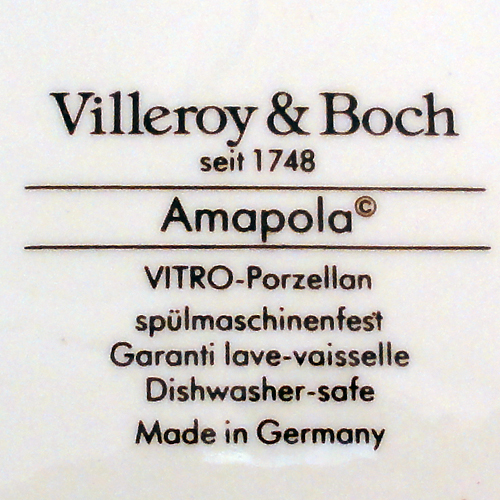 Villeroy & Boch
seit 1748
Amapola©
VITRO-Porzellan
spülmaschinenfest
Garanti lave-vaisselle
Dishwasher-safe
Made in Germany